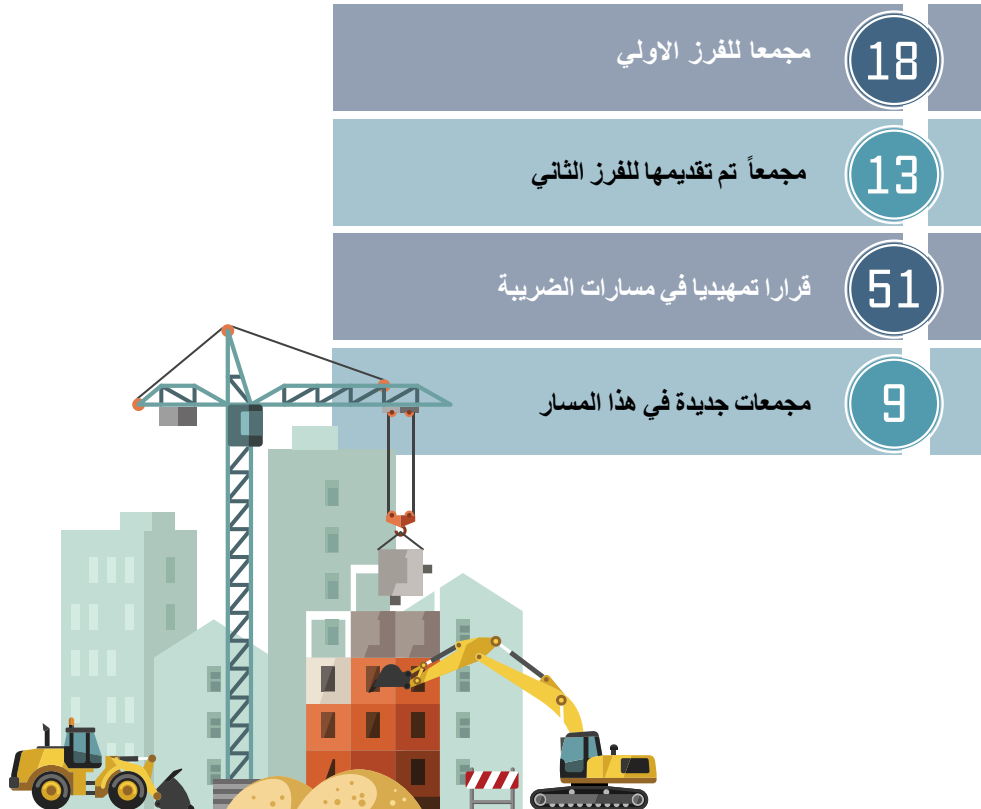 18 مجمعا للفرز الاولي
13 مجمعاً تم تقديمها للفرز الثاني
51 قرارا تمهيديا في مسارات الضريبة
9 مجمعات جديدة في هذا المسار